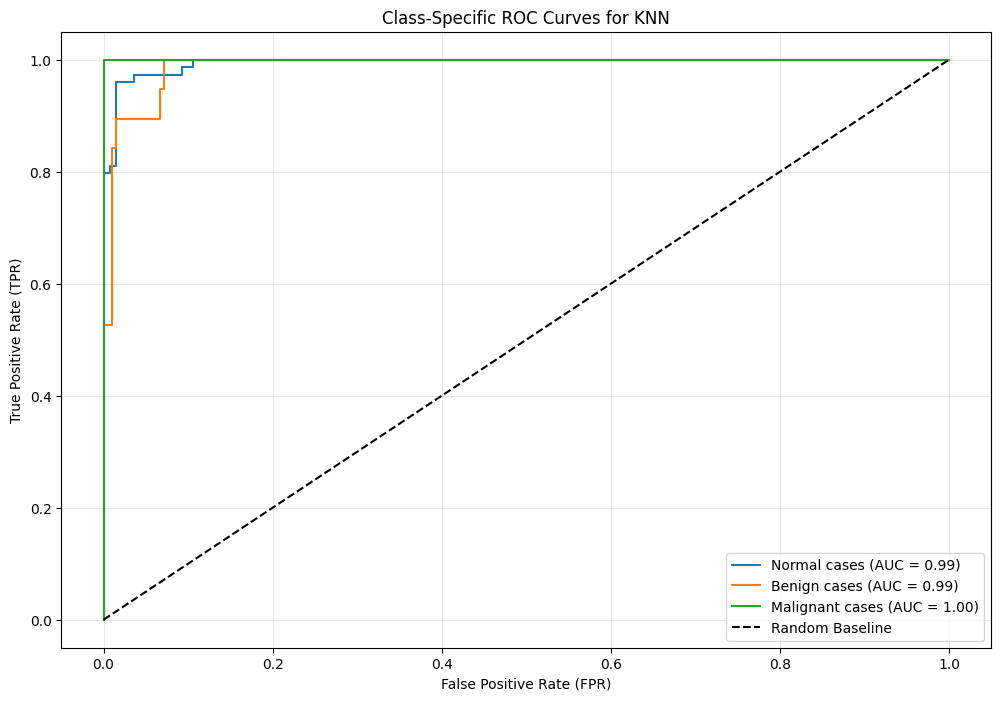 Class-Specific ROC Curves for KNN
True Positive Rate (TPR)
1.0
0.8
0.6
0.4
0.2
0.0
0.0 0.2 0.4 0.6 0.8 1.0
False Positive Rate (FPR)
Normal cases (AUC = 0.99)
Benign cases (AUC = 0.99)
Malignant cases (AUC = 1.00)
Random Baseline